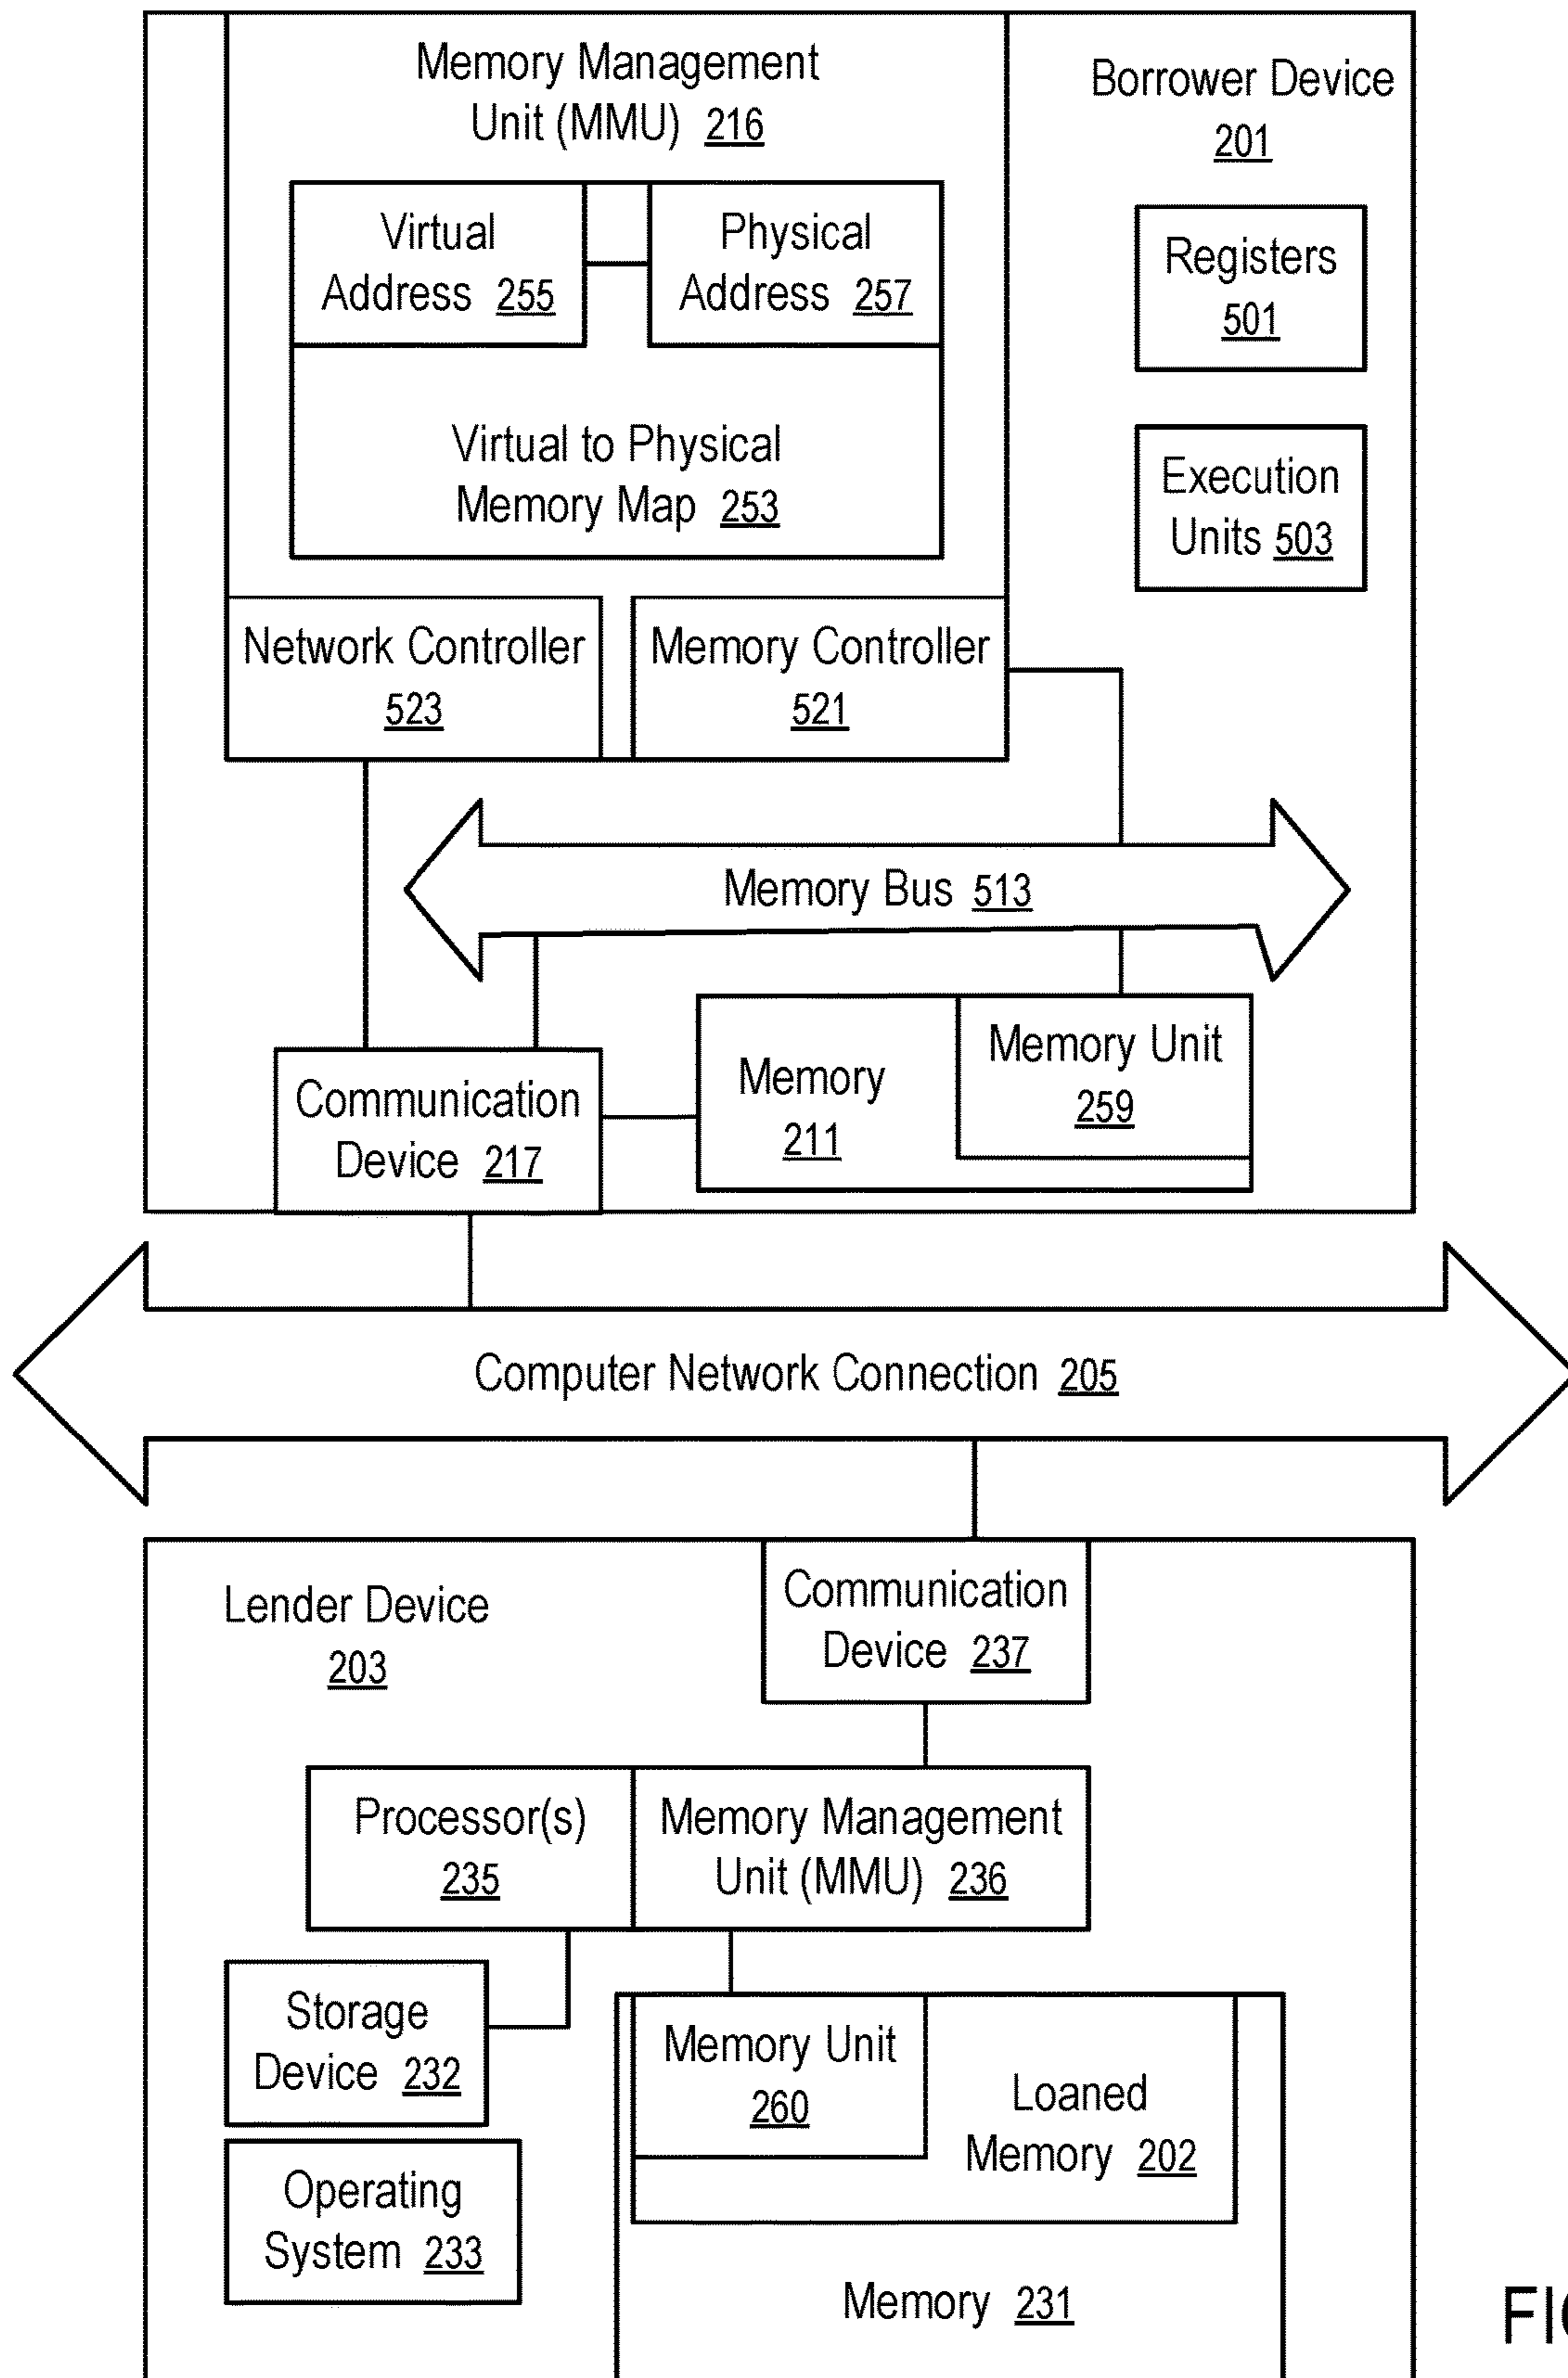 Memory Management
Unit (MMU) 216
Borrower Device
201
Virtual
Address 255
Physical
Address 257
Registers
501
Virtual to Physical
Memory Map 253
Execution
Units 503
Network Controller
523
Memory Controller
521
Memory Bus 513
Communication
Device 217
Memory
211
Memory Unit
259
Computer Network Connection 205
Lender Device
203
Communication
Device 237
Processor(s)
235
Memory Management
Unit (MMU) 236
Storage
Device 232
Memory Unit
260
Loaned
Memory 202
Operating
System 233
Memory 231